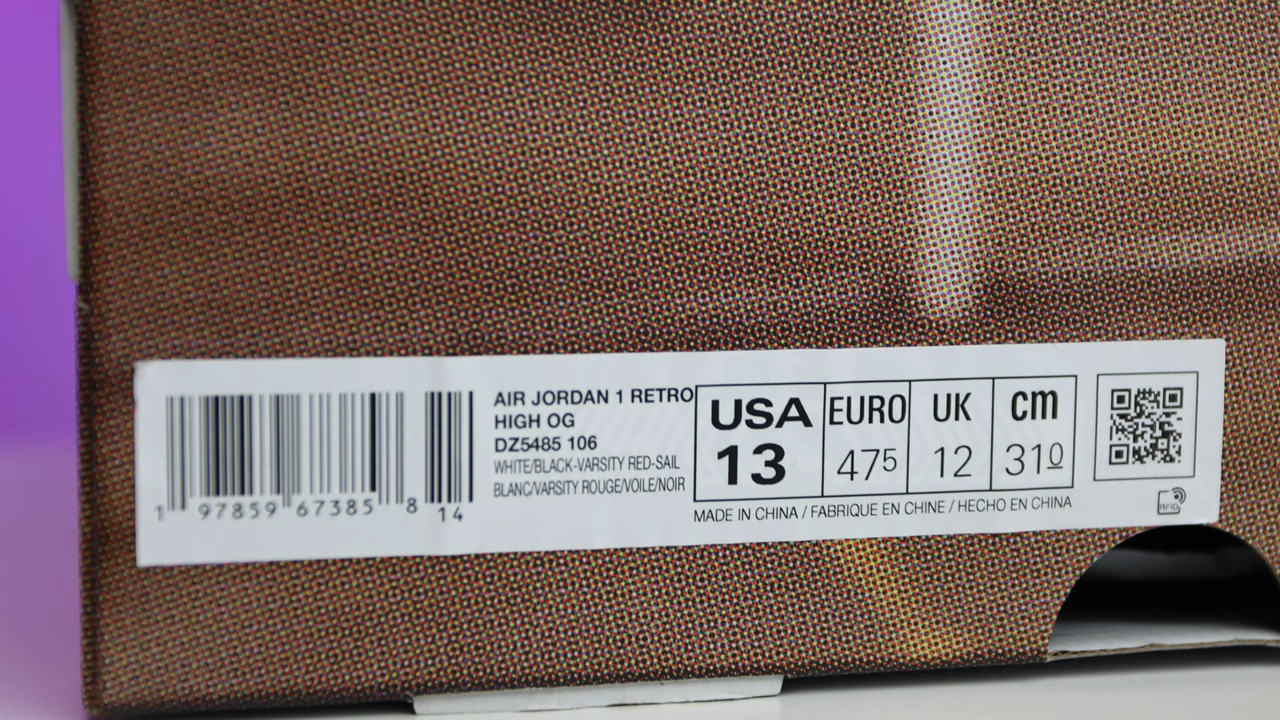 AIR JORDAN 1 RETRO
HIGH OG
DZ5485 106
WHITE/BLACK-VARSITY RED-SAIL
BLANC/VARSITY ROUGE/VOILE/NOIR
1 97859 67385 8 14
USA EURO UK cm
13 475 12 310
MADE IN CHINA / FABRIQUE EN CHINE / HECHO EN CHINA
RFID